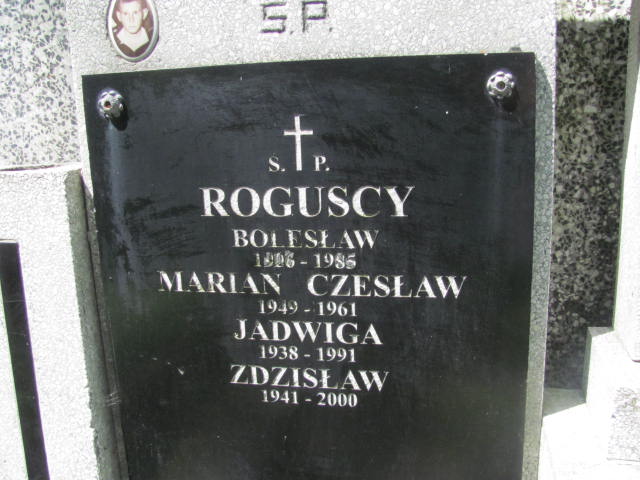 Ś.P.
Ś. P.
ROGUSCY
BOLESŁAW
- 1985
MARIAN CZESŁAW
1949 - 1961
JADWIGA
1938 - 1991
ZDZISŁAW
1941 - 2000